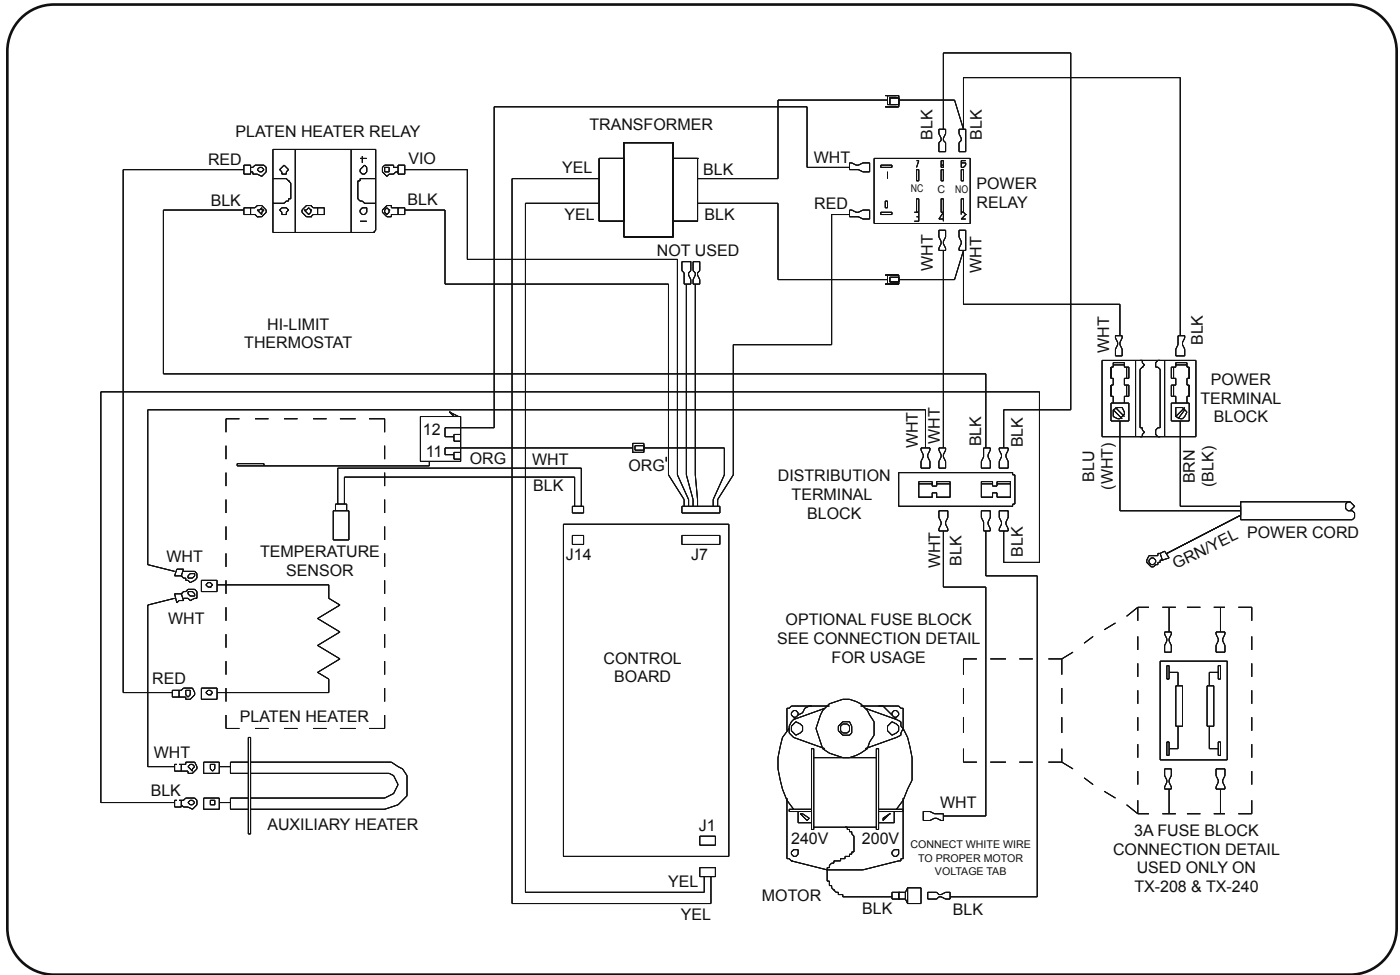 PLATEN HEATER RELAY
RED
VIO
BLK
BLK
TRANSFORMER
YEL
BLK
YEL
BLK
NOT USED
BLK
BLK
WHT
RED
7
NC
C
NO
3
4
2
POWER
RELAY
WHT
WHT
HI-LIMIT
THERMOSTAT
12
11
ORG
ORG'
WHT
BLK
WHT
WHT
BLK
BLK
WHT
BLK
POWER
TERMINAL
BLOCK
BLU
(WHT)
BRN
(BLK)
POWER CORD
GRN/YEL
DISTRIBUTION
TERMINAL
BLOCK
WHT
BLK
BLK
TEMPERATURE
SENSOR
WHT
WHT
RED
PLATEN HEATER
WHT
BLK
AUXILIARY HEATER
J14
J7
CONTROL
BOARD
J1
YEL
YEL
OPTIONAL FUSE BLOCK
SEE CONNECTION DETAIL
FOR USAGE
240V
200V
WHT
CONNECT WHITE WIRE
TO PROPER MOTOR
VOLTAGE TAB
MOTOR
BLK
BLK
3A FUSE BLOCK
CONNECTION DETAIL
USED ONLY ON
TX-208 & TX-240